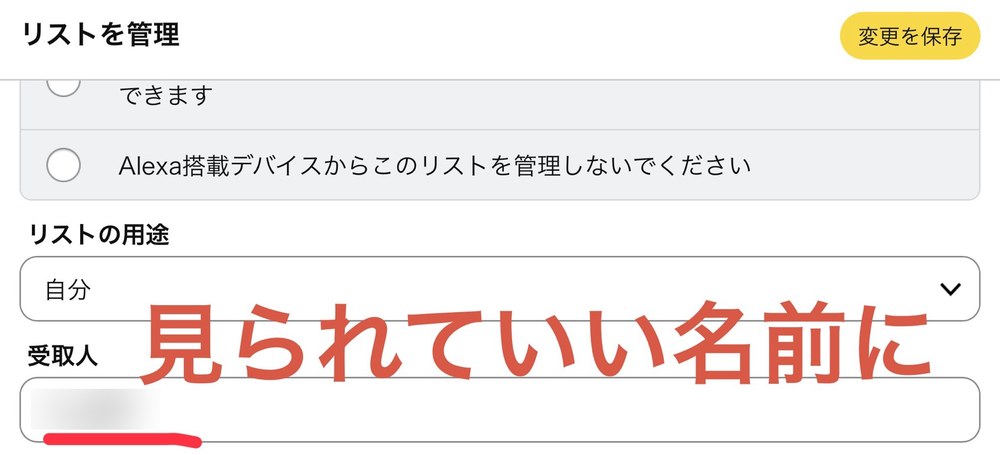 リストを管理
変更を保存
できます
Alexa搭載デバイスからこのリストを管理しないでください
リストの用途
自分
見られていい名前に
受取人